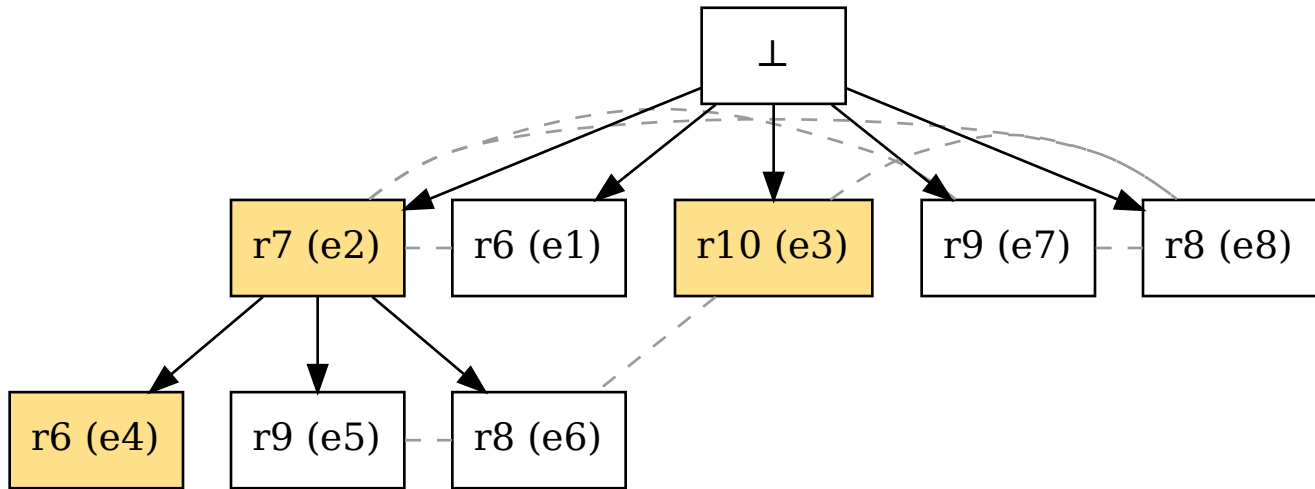 ⊥
r7 (e2)
r6 (e1)
r10 (e3)
r9 (e7)
r8 (e8)
r6 (e4)
r9 (e5)
r8 (e6)